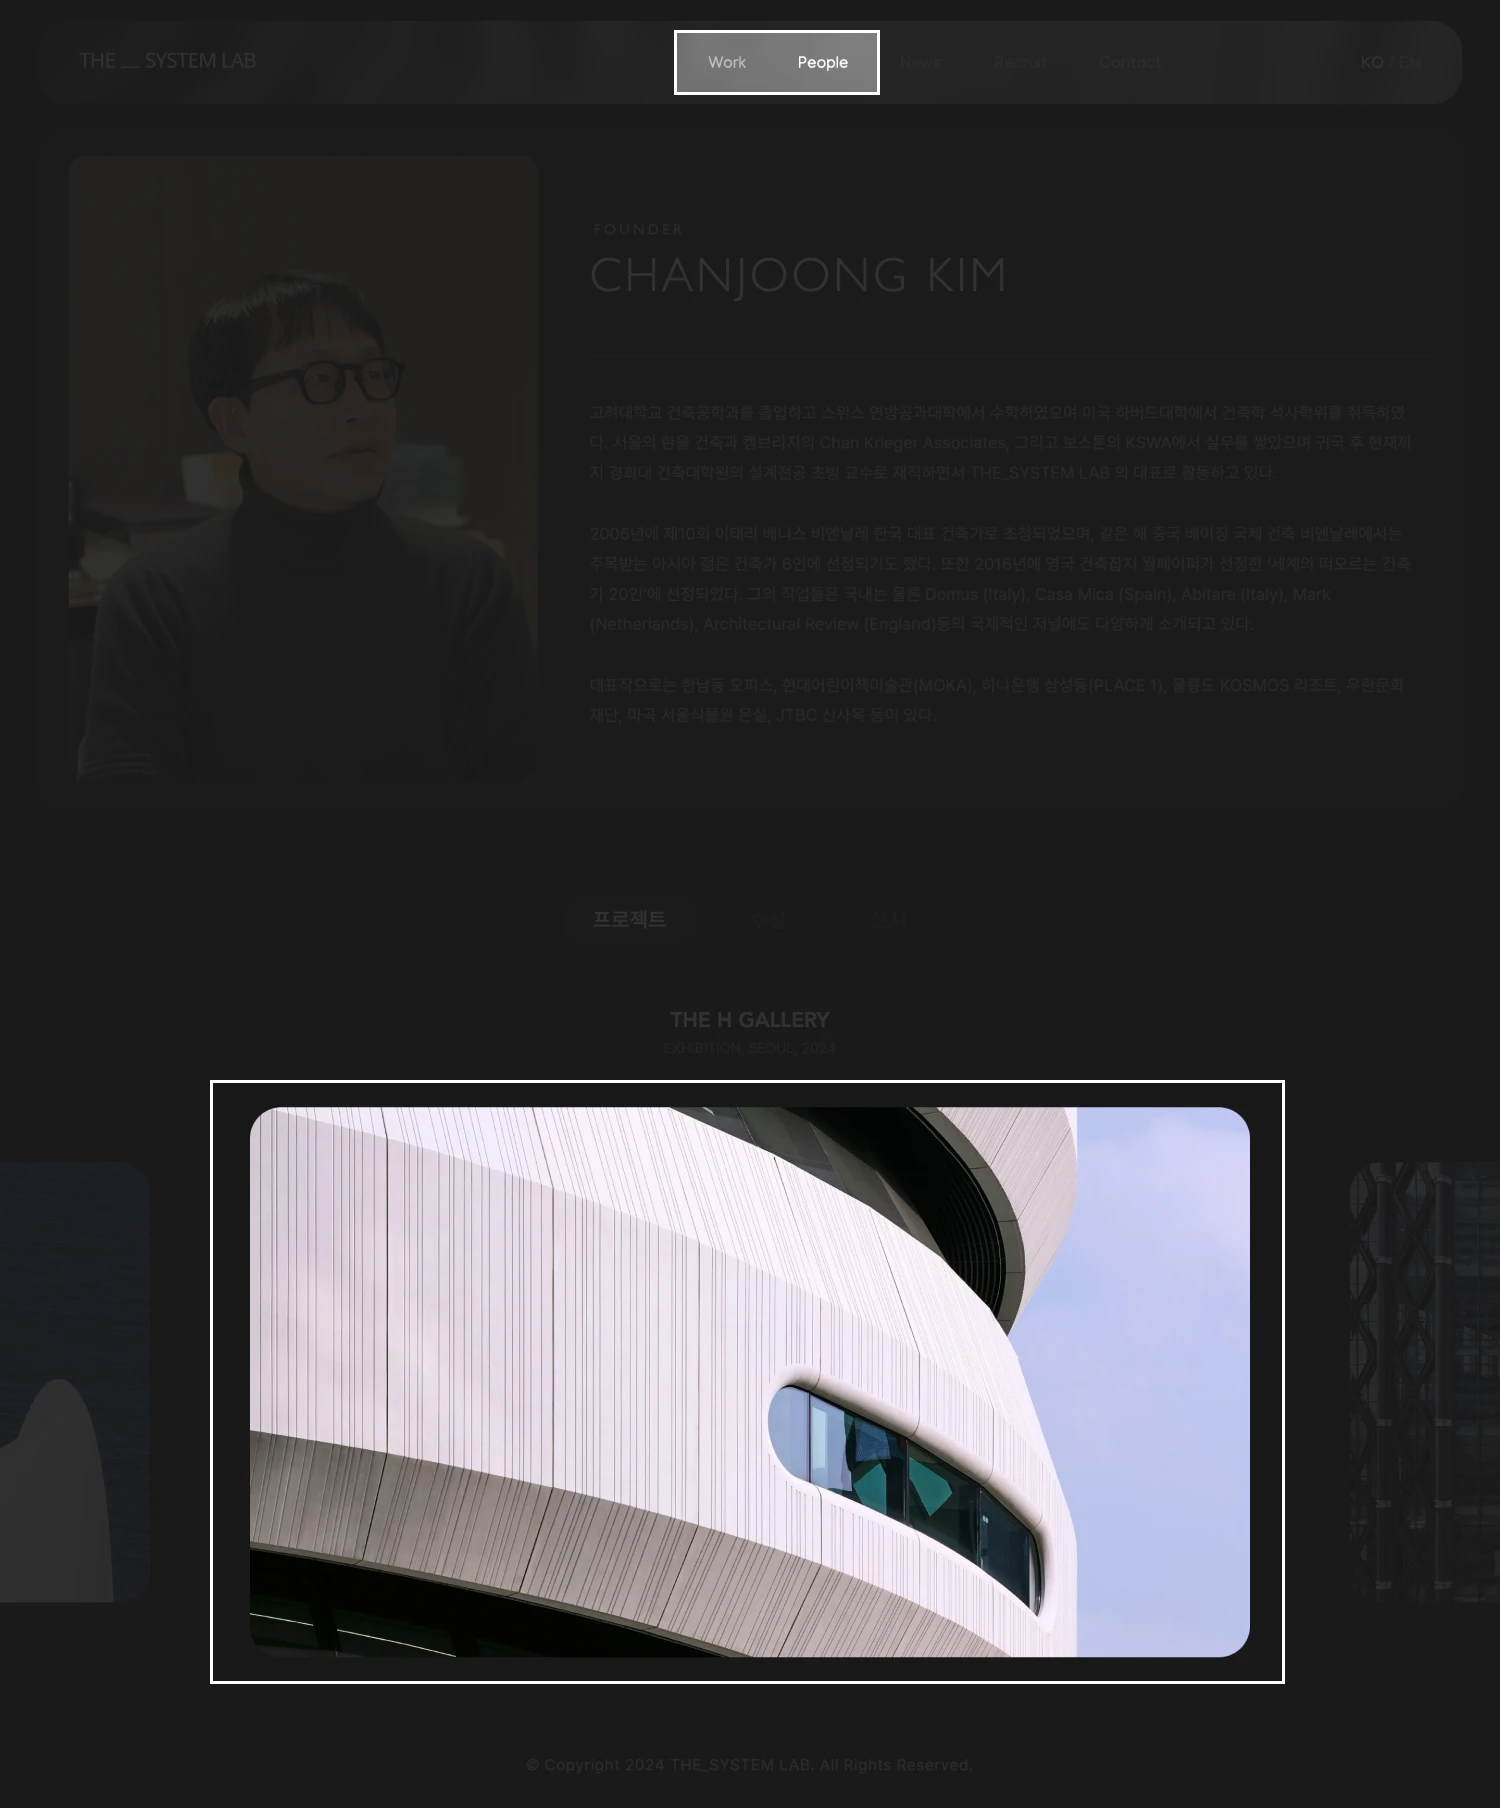 THE __ SYSTEM LAB
Work People News Recruit Contact
KO / EN
FOUNDER
CHANJOONG KIM
고려대학교 건축공학과를 졸업하고 스위스 연방공과대학에서 수학하였으며 미국 하버드대학에서 건축학 석사학위를 취득하였
다. 서울의 한울 건축과 캠브리지의 Chan Krieger Associates, 그리고 보스톤의 KSWA에서 실무를 쌓았으며 귀국 후 현재까
지 경희대 건축대학원의 설계전공 초빙 교수로 재직하면서 THE_SYSTEM LAB 의 대표로 활동하고 있다.
2006년에 제10회 이태리 베니스 비엔날레 한국 대표 건축가로 초청되었으며, 같은 해 중국 베이징 국제 건축 비엔날레에서는
주목받는 아시아 젊은 건축가 6인에 선정되기도 했다. 또한 2016년에 영국 건축잡지 월페이퍼가 선정한 '세계의 떠오르는 건축
가 20인'에 선정되었다. 그의 작업들은 국내는 물론 Domus (Italy), Casa Mica (Spain), Abitare (Italy), Mark
(Netherlands), Architectural Review (England)등의 국제적인 저널에도 다양하게 소개되고 있다.
대표작으로는 한남동 오피스, 현대어린이책미술관(MOKA), 하나은행 삼성동(PLACE 1), 울릉도 KOSMOS 리조트, 우란문화
재단, 마곡 서울식물원 온실, JTBC 신사옥 등이 있다.
프로젝트 수상 전시
THE H GALLERY
EXHIBITION, SEOUL, 2024
© Copyright 2024 THE_SYSTEM LAB. All Rights Reserved.